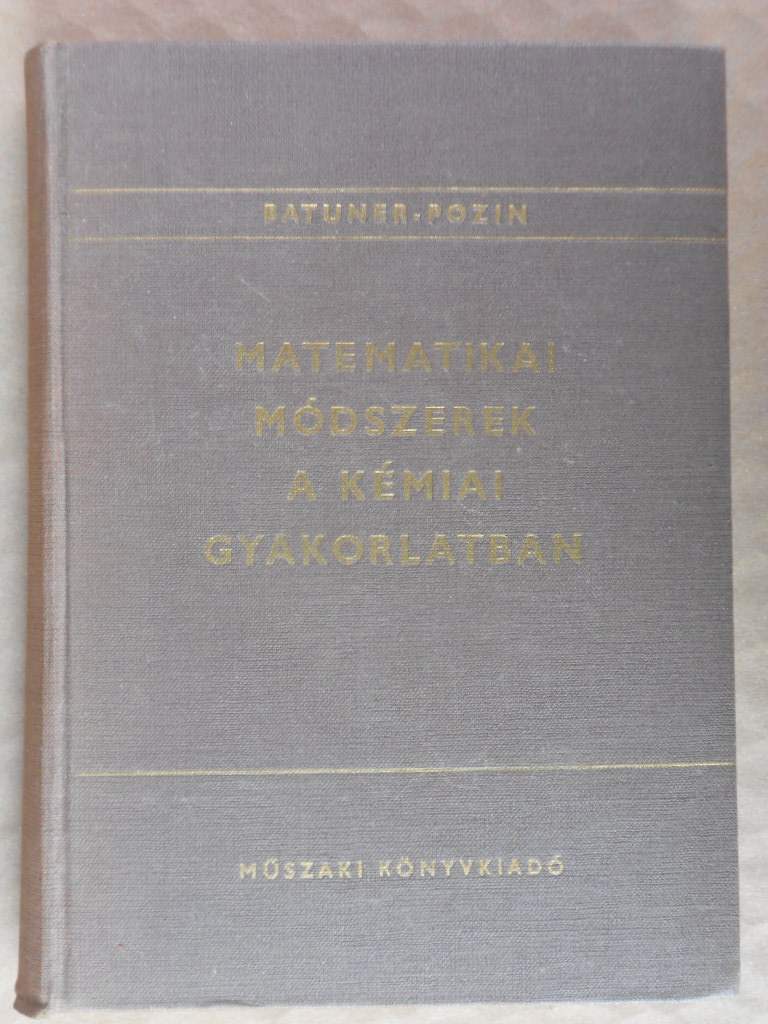 BATUNER-POZIN
MATEMATIKAI
MÓDSZEREK
A KÉMIAI
GYAKORLATBAN
MŰSZAKI KÖNYVKIADÓ